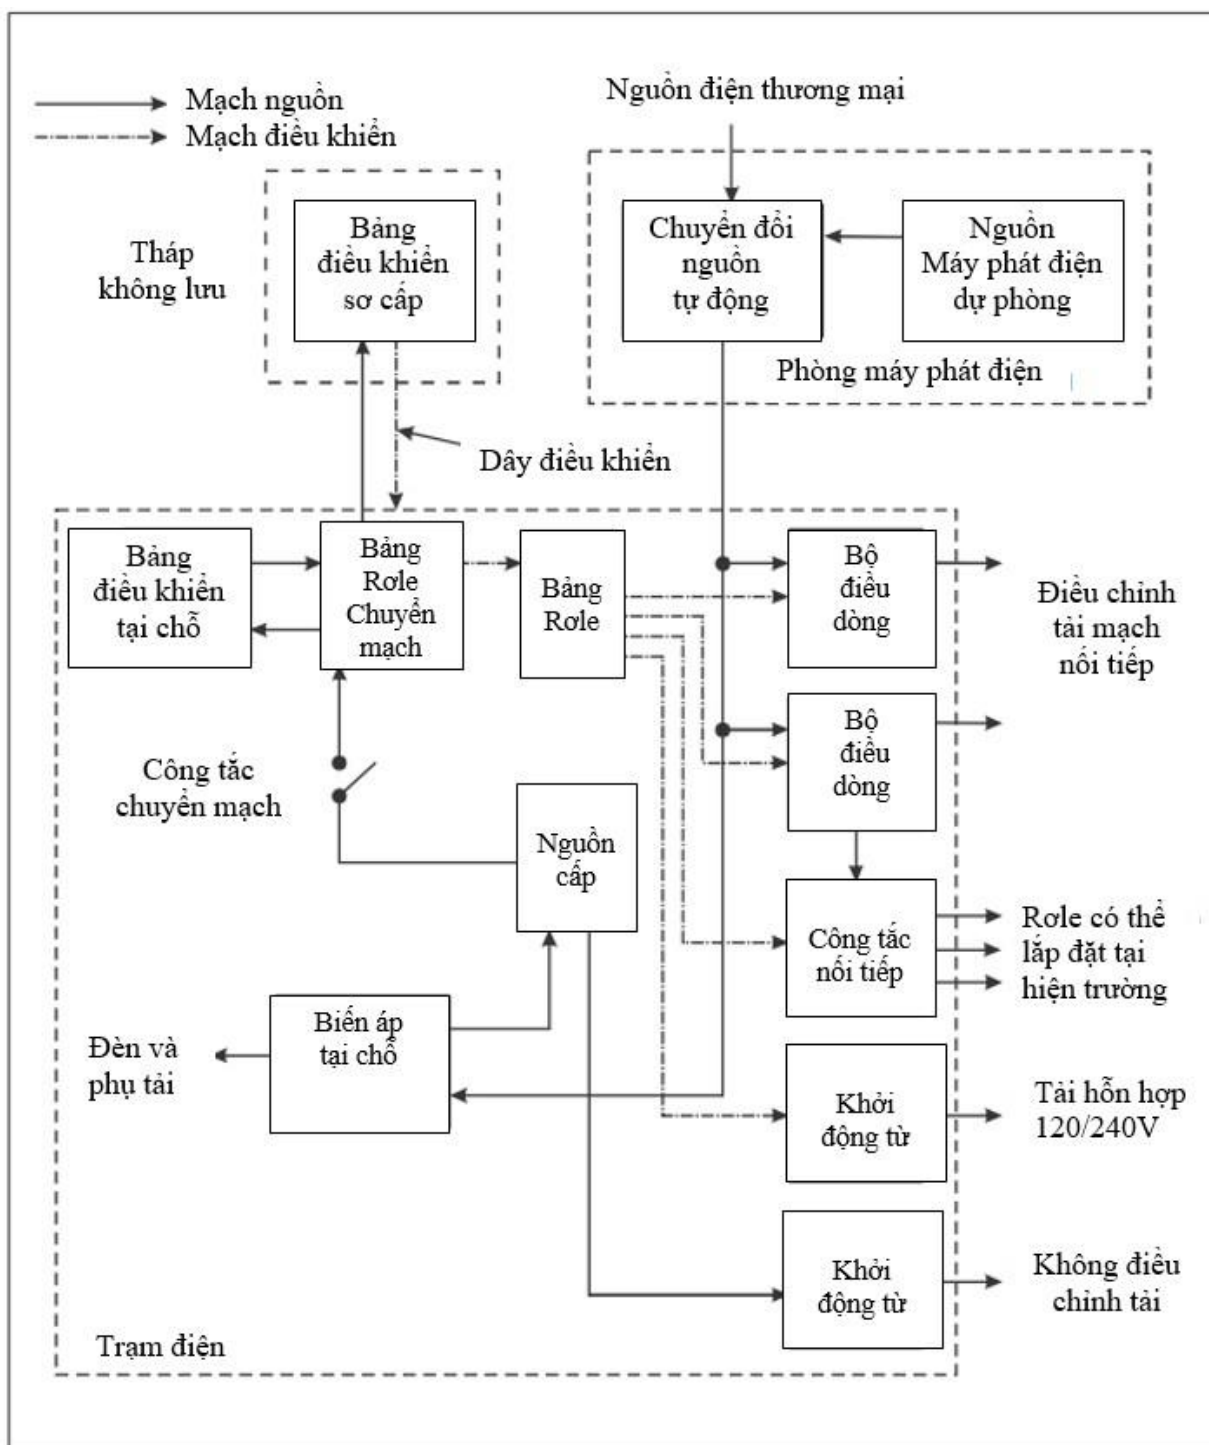 Mạch nguồn
Mạch điều khiển
Nguồn điện thương mại
Tháp
không lưu
Bảng
điều khiển
sơ cấp
Chuyển đổi
nguồn
tự động
Nguồn
Máy phát điện
dự phòng
Phòng máy phát điện
Dây điều khiển
Bảng
điều khiển
tại chỗ
Bảng
Rơle
Chuyển
mạch
Bảng
Rơle
Bộ
điều
dòng
Điều chỉnh
tải mạch
nối tiếp
Bộ
điều
dòng
Công tắc
chuyển mạch
Nguồn
cấp
Công tắc
nối tiếp
Rơle có thể
lắp đặt tại
hiện trường
Đèn và
phụ tải
Biến áp
tại chỗ
Khởi
động từ
Tải hỗn hợp
120/240V
Khởi
động từ
Không điều
chỉnh tải
Trạm điện